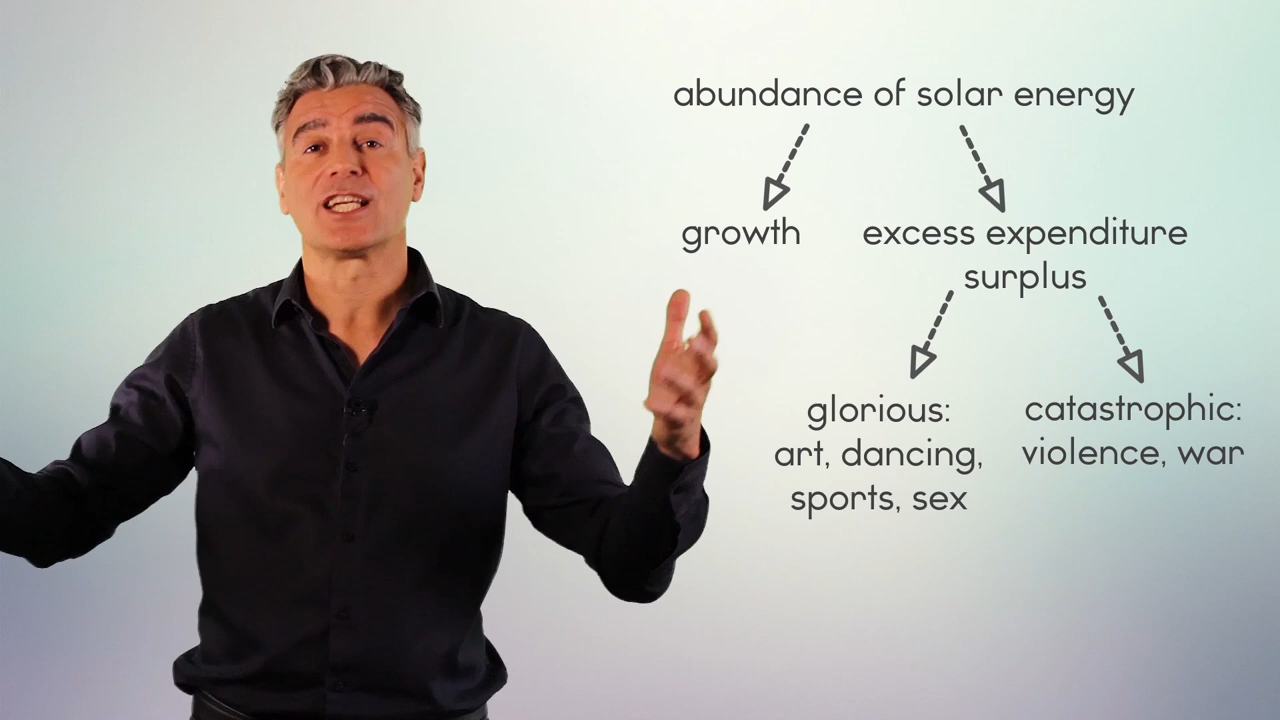 abundance of solar energy
growth
excess expenditure
surplus
glorious:
art, dancing,
sports, sex
catastrophic:
violence, war